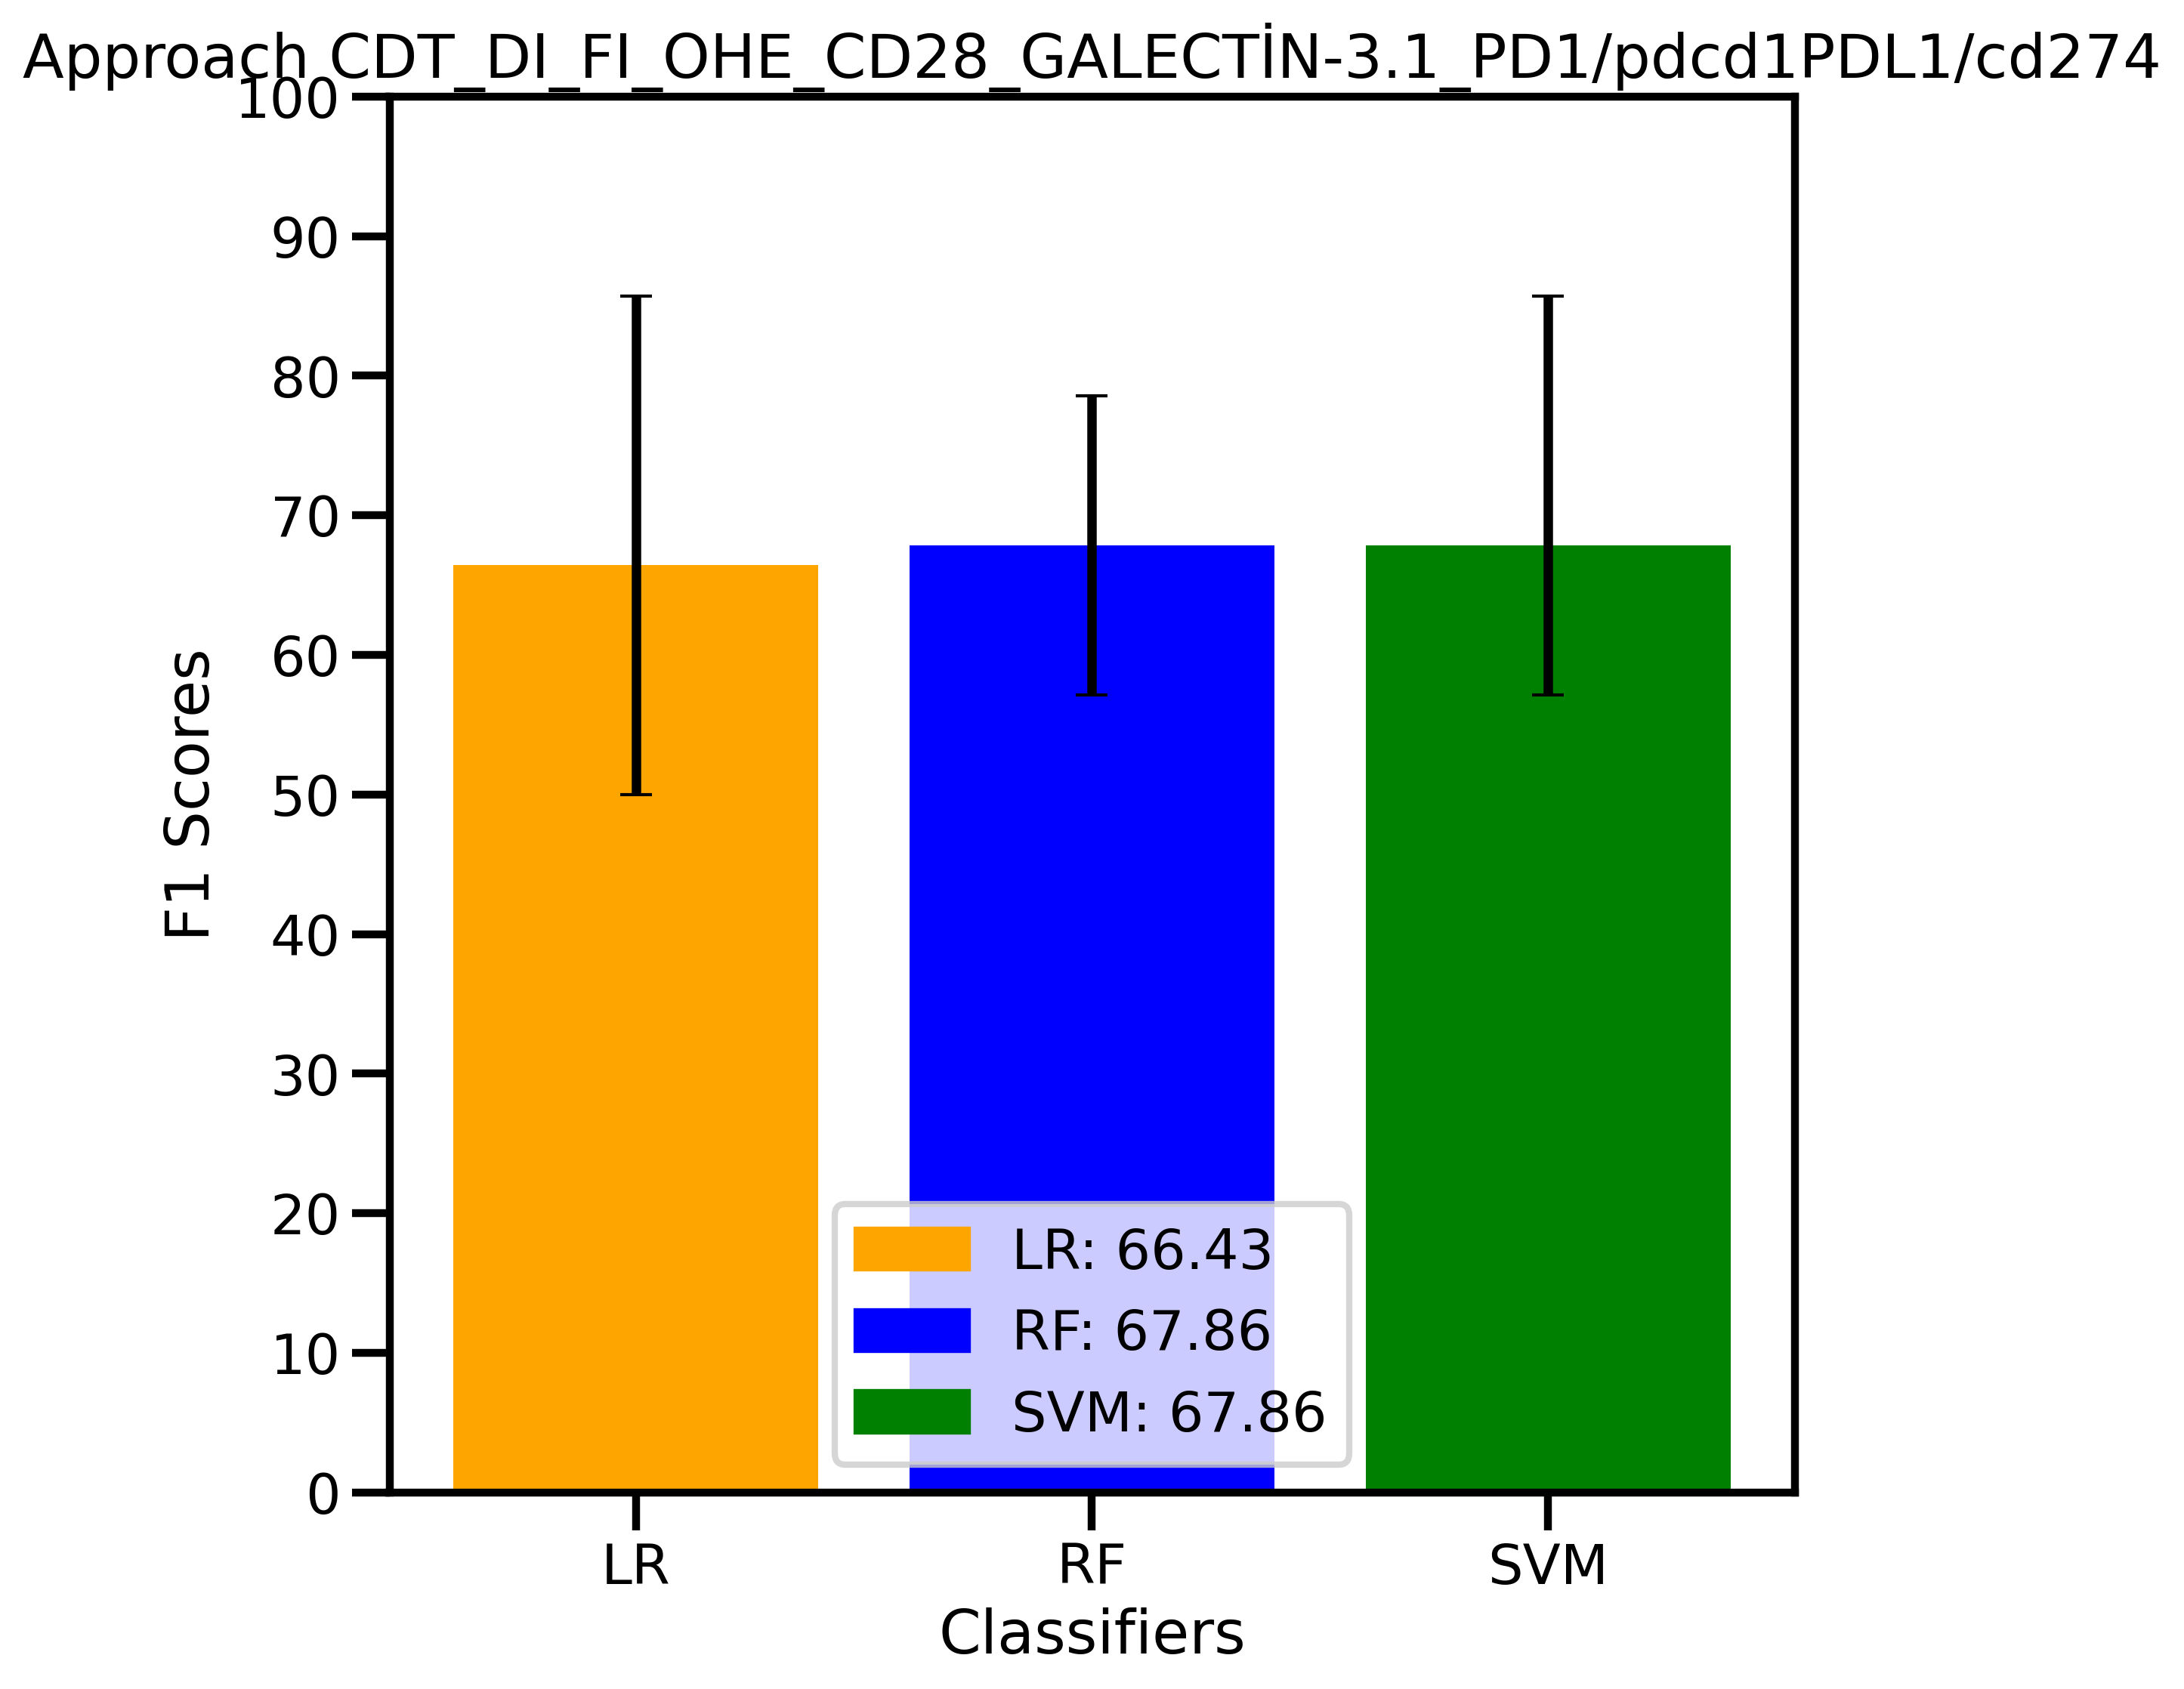 Approach CDT_DI_FI_OHE_CD28_GALECTİN-3.1_PD1/pdcd1PDL1/cd274
100
90
80
70
60
50
40
30
20
10
0
F1 Scores
LR: 66.43
RF: 67.86
SVM: 67.86
LR RF SVM
Classifiers